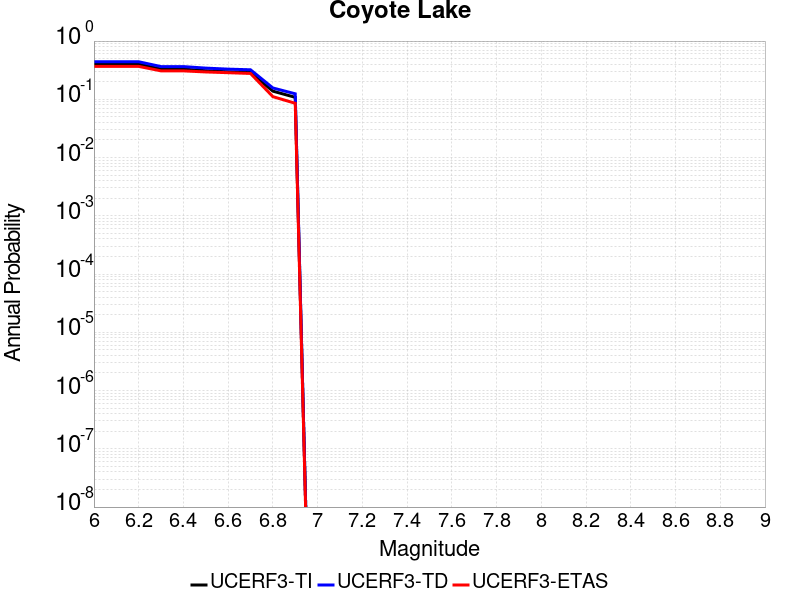 Coyote Lake
Annual Probability
10^0
10^-1
10^-2
10^-3
10^-4
10^-5
10^-6
10^-7
10^-8
6 6.2 6.4 6.6 6.8 7 7.2 7.4 7.6 7.8 8 8.2 8.4 8.6 8.8 9
Magnitude
UCERF3-TI UCERF3-TD UCERF3-ETAS